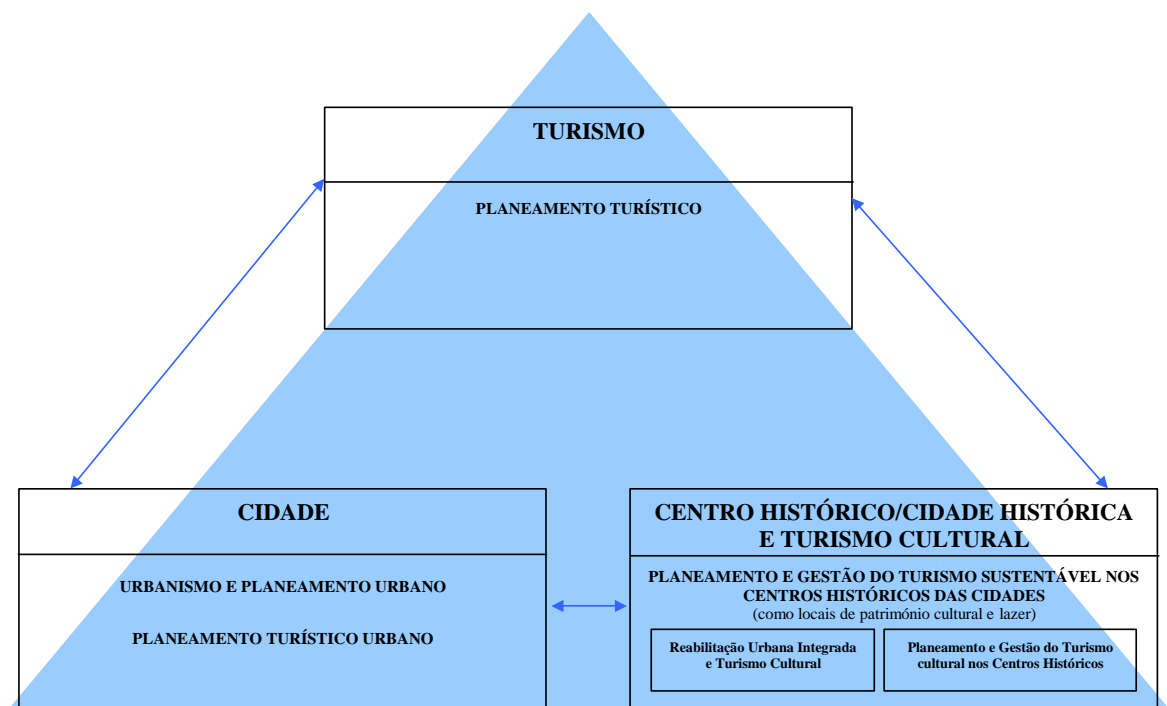 TURISMO
PLANEAMENTO TURÍSTICO
CIDADE
URBANISMO E PLANEAMENTO URBANO
PLANEAMENTO TURÍSTICO URBANO
CENTRO HISTÓRICO/CIDADE HISTÓRICA
E TURISMO CULTURAL
PLANEAMENTO E GESTÃO DO TURISMO SUSTENTÁVEL NOS
CENTROS HISTÓRICOS DAS CIDADES
(como locais de património cultural e lazer)
Reabilitação Urbana Integrada
e Turismo Cultural
Planeamento e Gestão do Turismo
cultural nos Centros Históricos